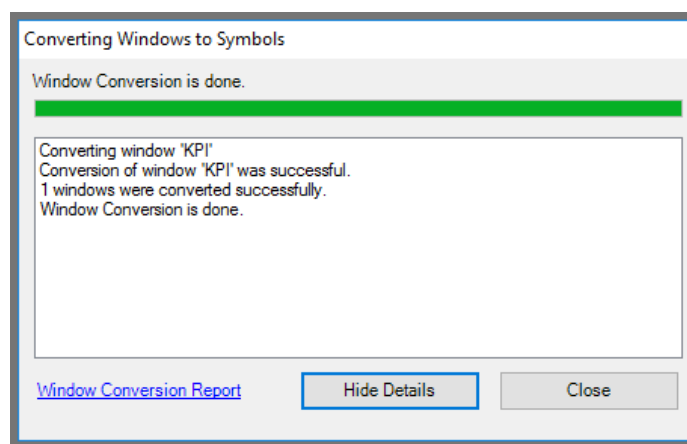 Converting Windows to Symbols
Window Conversion is done.
Converting window 'KPI'
Conversion of window 'KPI' was successful.
1 windows were converted successfully.
Window Conversion is done.
Window Conversion Report
Hide Details
Close